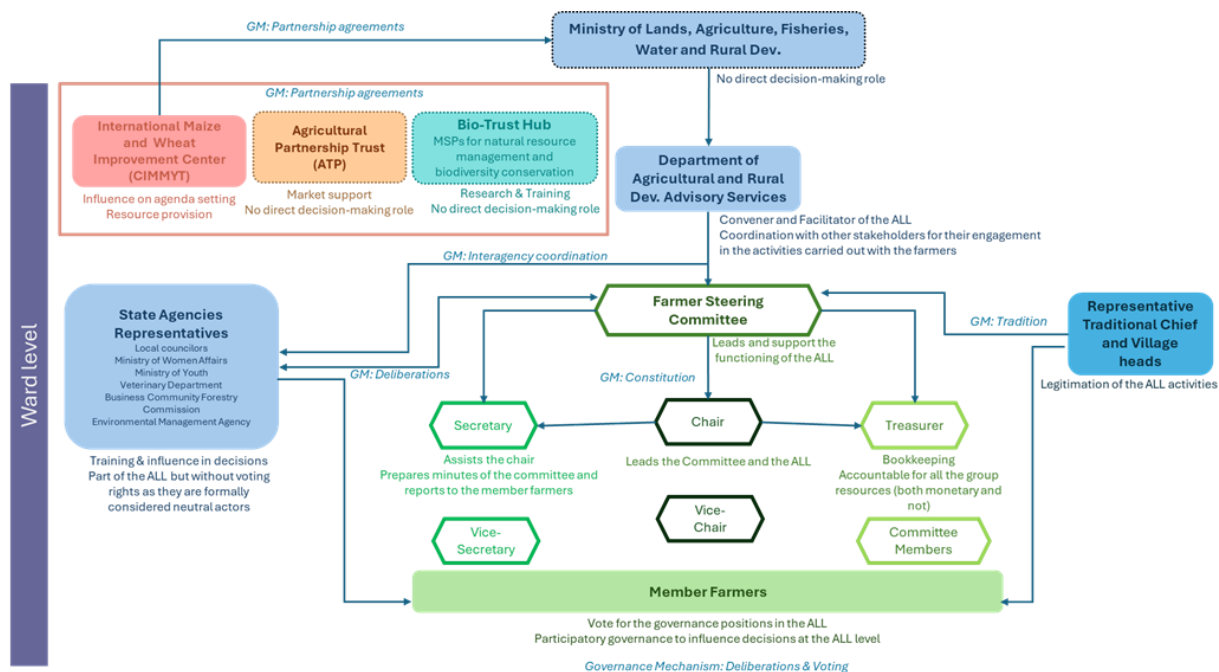 GM: Partnership agreements
Ministry of Lands, Agriculture, Fisheries,
Water and Rural Dev.
No direct decision-making role
Ward level
GM: Partnership agreements
International Maize
and Wheat
Improvement Center
(CIMMYT)
Influence on agenda setting
Resource provision
Agricultural
Partnership Trust
(ATP)
Market support
No direct decision-making role
Bio-Trust Hub
MSPs for natural resource
management and
biodiversity conservation
Research & Training
No direct decision-making role
Department of
Agricultural and Rural
Dev. Advisory Services
Convener and Facilitator of the ALL
Coordination with other stakeholders for their engagement
in the activities carried out with the farmers
GM: Interagency coordination
State Agencies
Representatives
Local councilors
Ministry of Women Affairs
Ministry of Youth
Veterinary Department
Business Community Forestry
Commission
Environmental Management Agency
Training & influence in decisions
Part of the ALL but without voting
rights as they are formally
considered neutral actors
GM: Deliberations
Farmer Steering
Committee
Leads and support the
functioning of the ALL
GM: Constitution
GM: Tradition
Representative
Traditional Chief
and Village
heads
Legitimation of the ALL activities
Secretary
Assists the chair
Prepares minutes of the committee and
reports to the member farmers
Chair
Leads the Committee and the ALL
Treasurer
Bookkeeping
Accountable for all the group
resources (both monetary and
not)
Vice-
Secretary
Vice-
Chair
Committee
Members
Member Farmers
Vote for the governance positions in the ALL
Participatory governance to influence decisions at the ALL level
Governance Mechanism: Deliberations & Voting